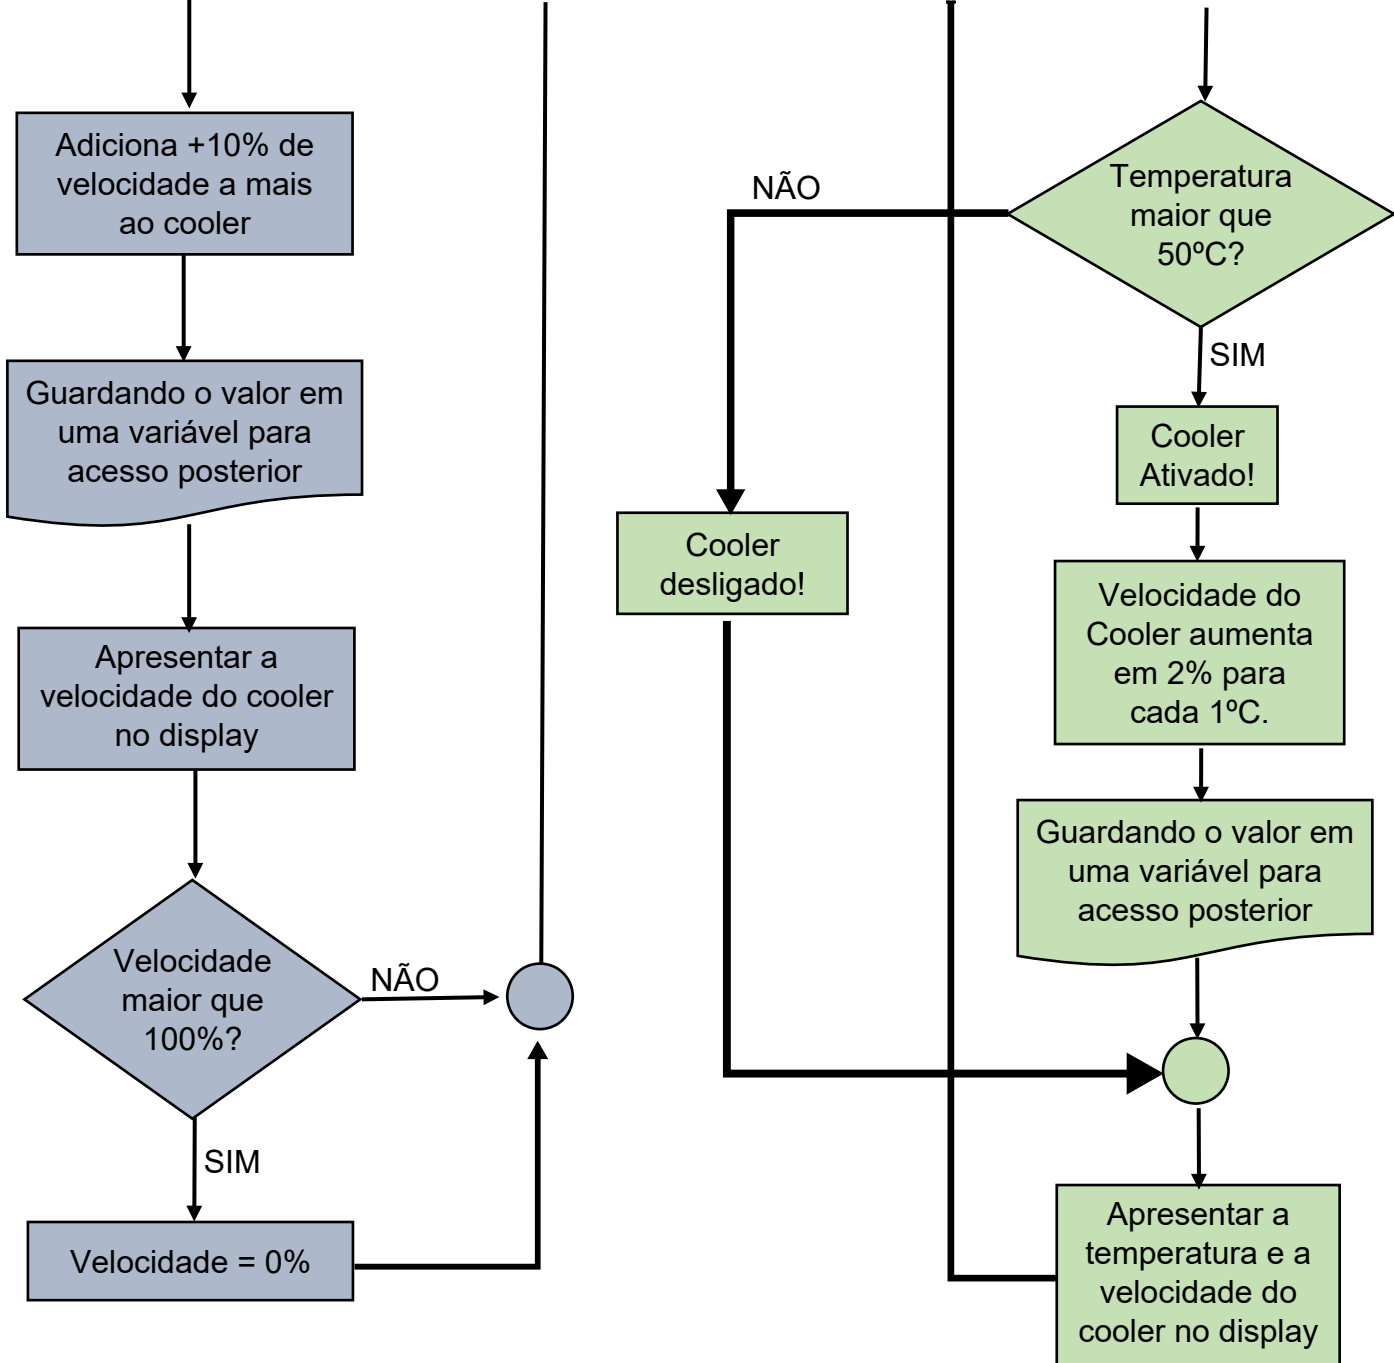 Adiciona +10% de
velocidade a mais
ao cooler
Guardando o valor em
uma variável para
acesso posterior
Apresentar a
velocidade do cooler
no display
Velocidade
maior que
100%?
NÃO
SIM
Velocidade = 0%
Temperatura
maior que
50ºC?
NÃO
SIM
Cooler
desligado!
Cooler
Ativado!
Velocidade do
Cooler aumenta
em 2% para
cada 1ºC.
Guardando o valor em
uma variável para
acesso posterior
Apresentar a
temperatura e a
velocidade do
cooler no display